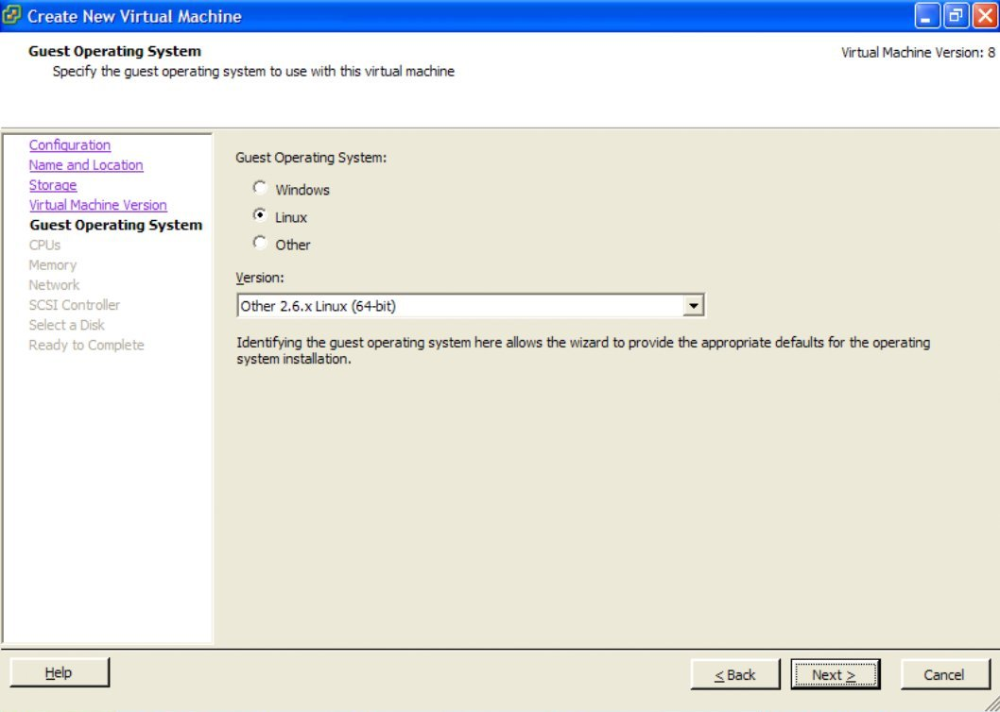 Create New Virtual Machine
Guest Operating System
Virtual Machine Version: 8
Specify the guest operating system to use with this virtual machine
Configuration
Name and Location
Storage
Virtual Machine Version
Guest Operating System
CPUs
Memory
Network
SCSI Controller
Select a Disk
Ready to Complete
Guest Operating System:
Windows
Linux
Other
Version:
Other 2.6.x Linux (64-bit)
Identifying the guest operating system here allows the wizard to provide the appropriate defaults for the operating
system installation.
Help
< Back
Next >
Cancel